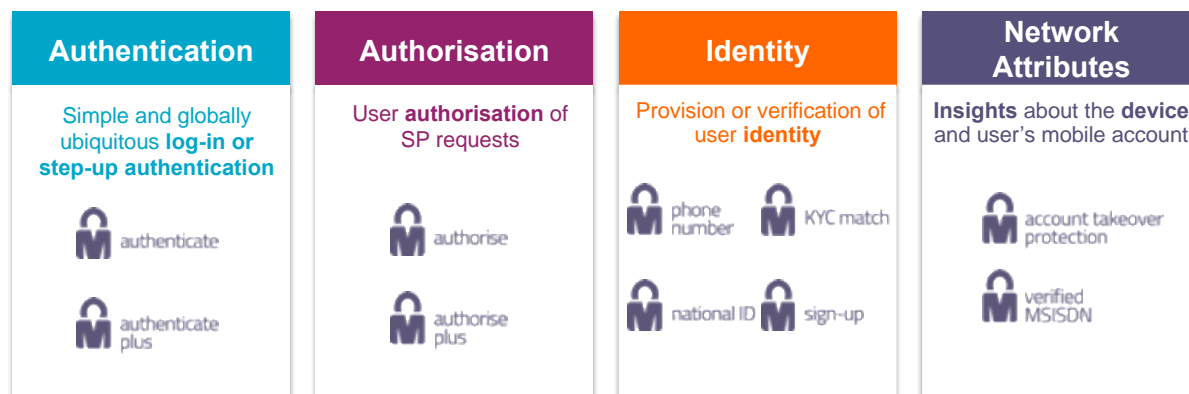 Authentication
Simple and globally
ubiquitous log-in or
step-up authentication
authenticate
authenticate
plus
Authorisation
User authorisation of
SP requests
authorise
authorise
plus
Identity
Provision or verification of
user identity
phone
number
KYC match
national ID
sign-up
Network
Attributes
Insights about the device
and user's mobile account
account takeover
protection
verified
MSISDN